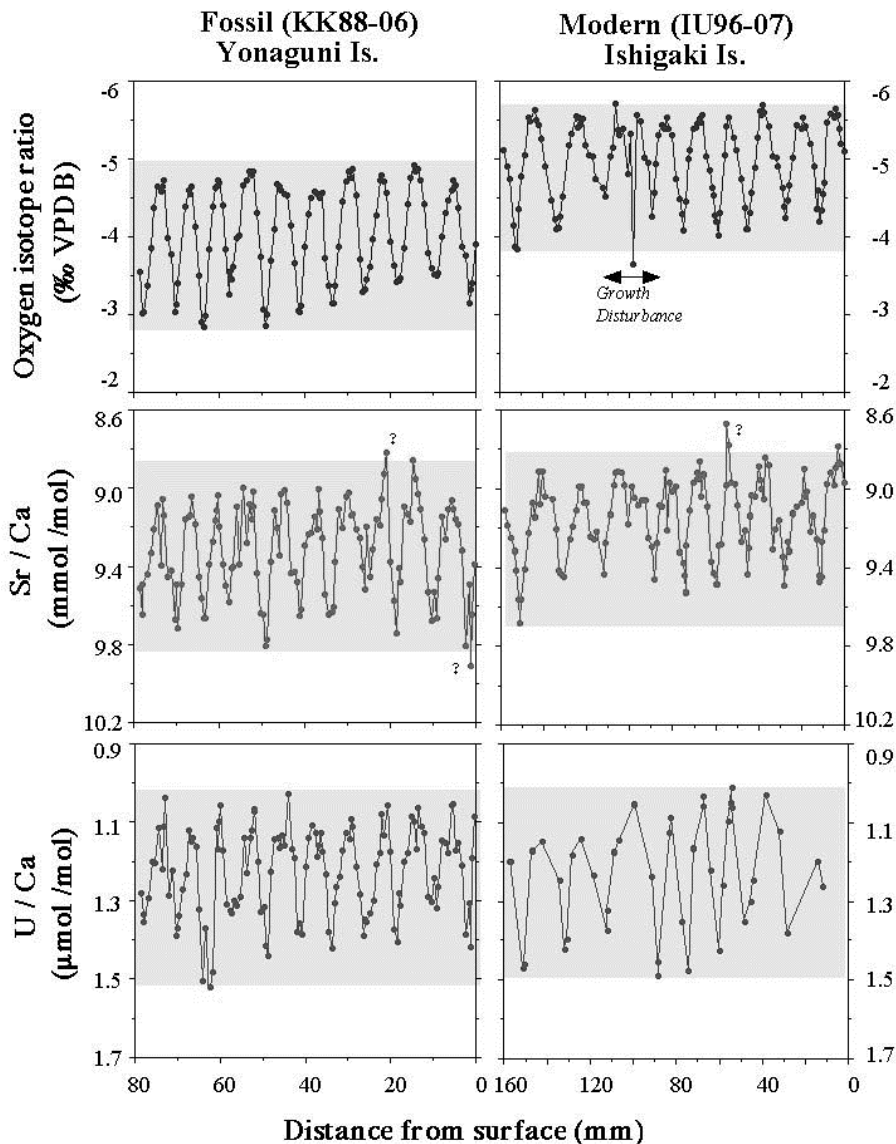 Fossil (KK88-06)
Yonaguni Is.
Modern (IU96-07)
Ishigaki Is.
Oxygen isotope ratio
(‰ VPDB)
-6
-5
-4
-3
-2
-6
-5
-4
-3
-2
Growth
Disturbance
Sr / Ca
(mmol /mol)
8.6
9.0
9.4
9.8
10.2
?
?
?
8.6
9.0
9.4
9.8
10.2
U / Ca
(μmol /mol)
0.9
1.1
1.3
1.5
1.7
0.9
1.1
1.3
1.5
1.7
80 60 40 20 0
160 120 80 40 0
Distance from surface (mm)